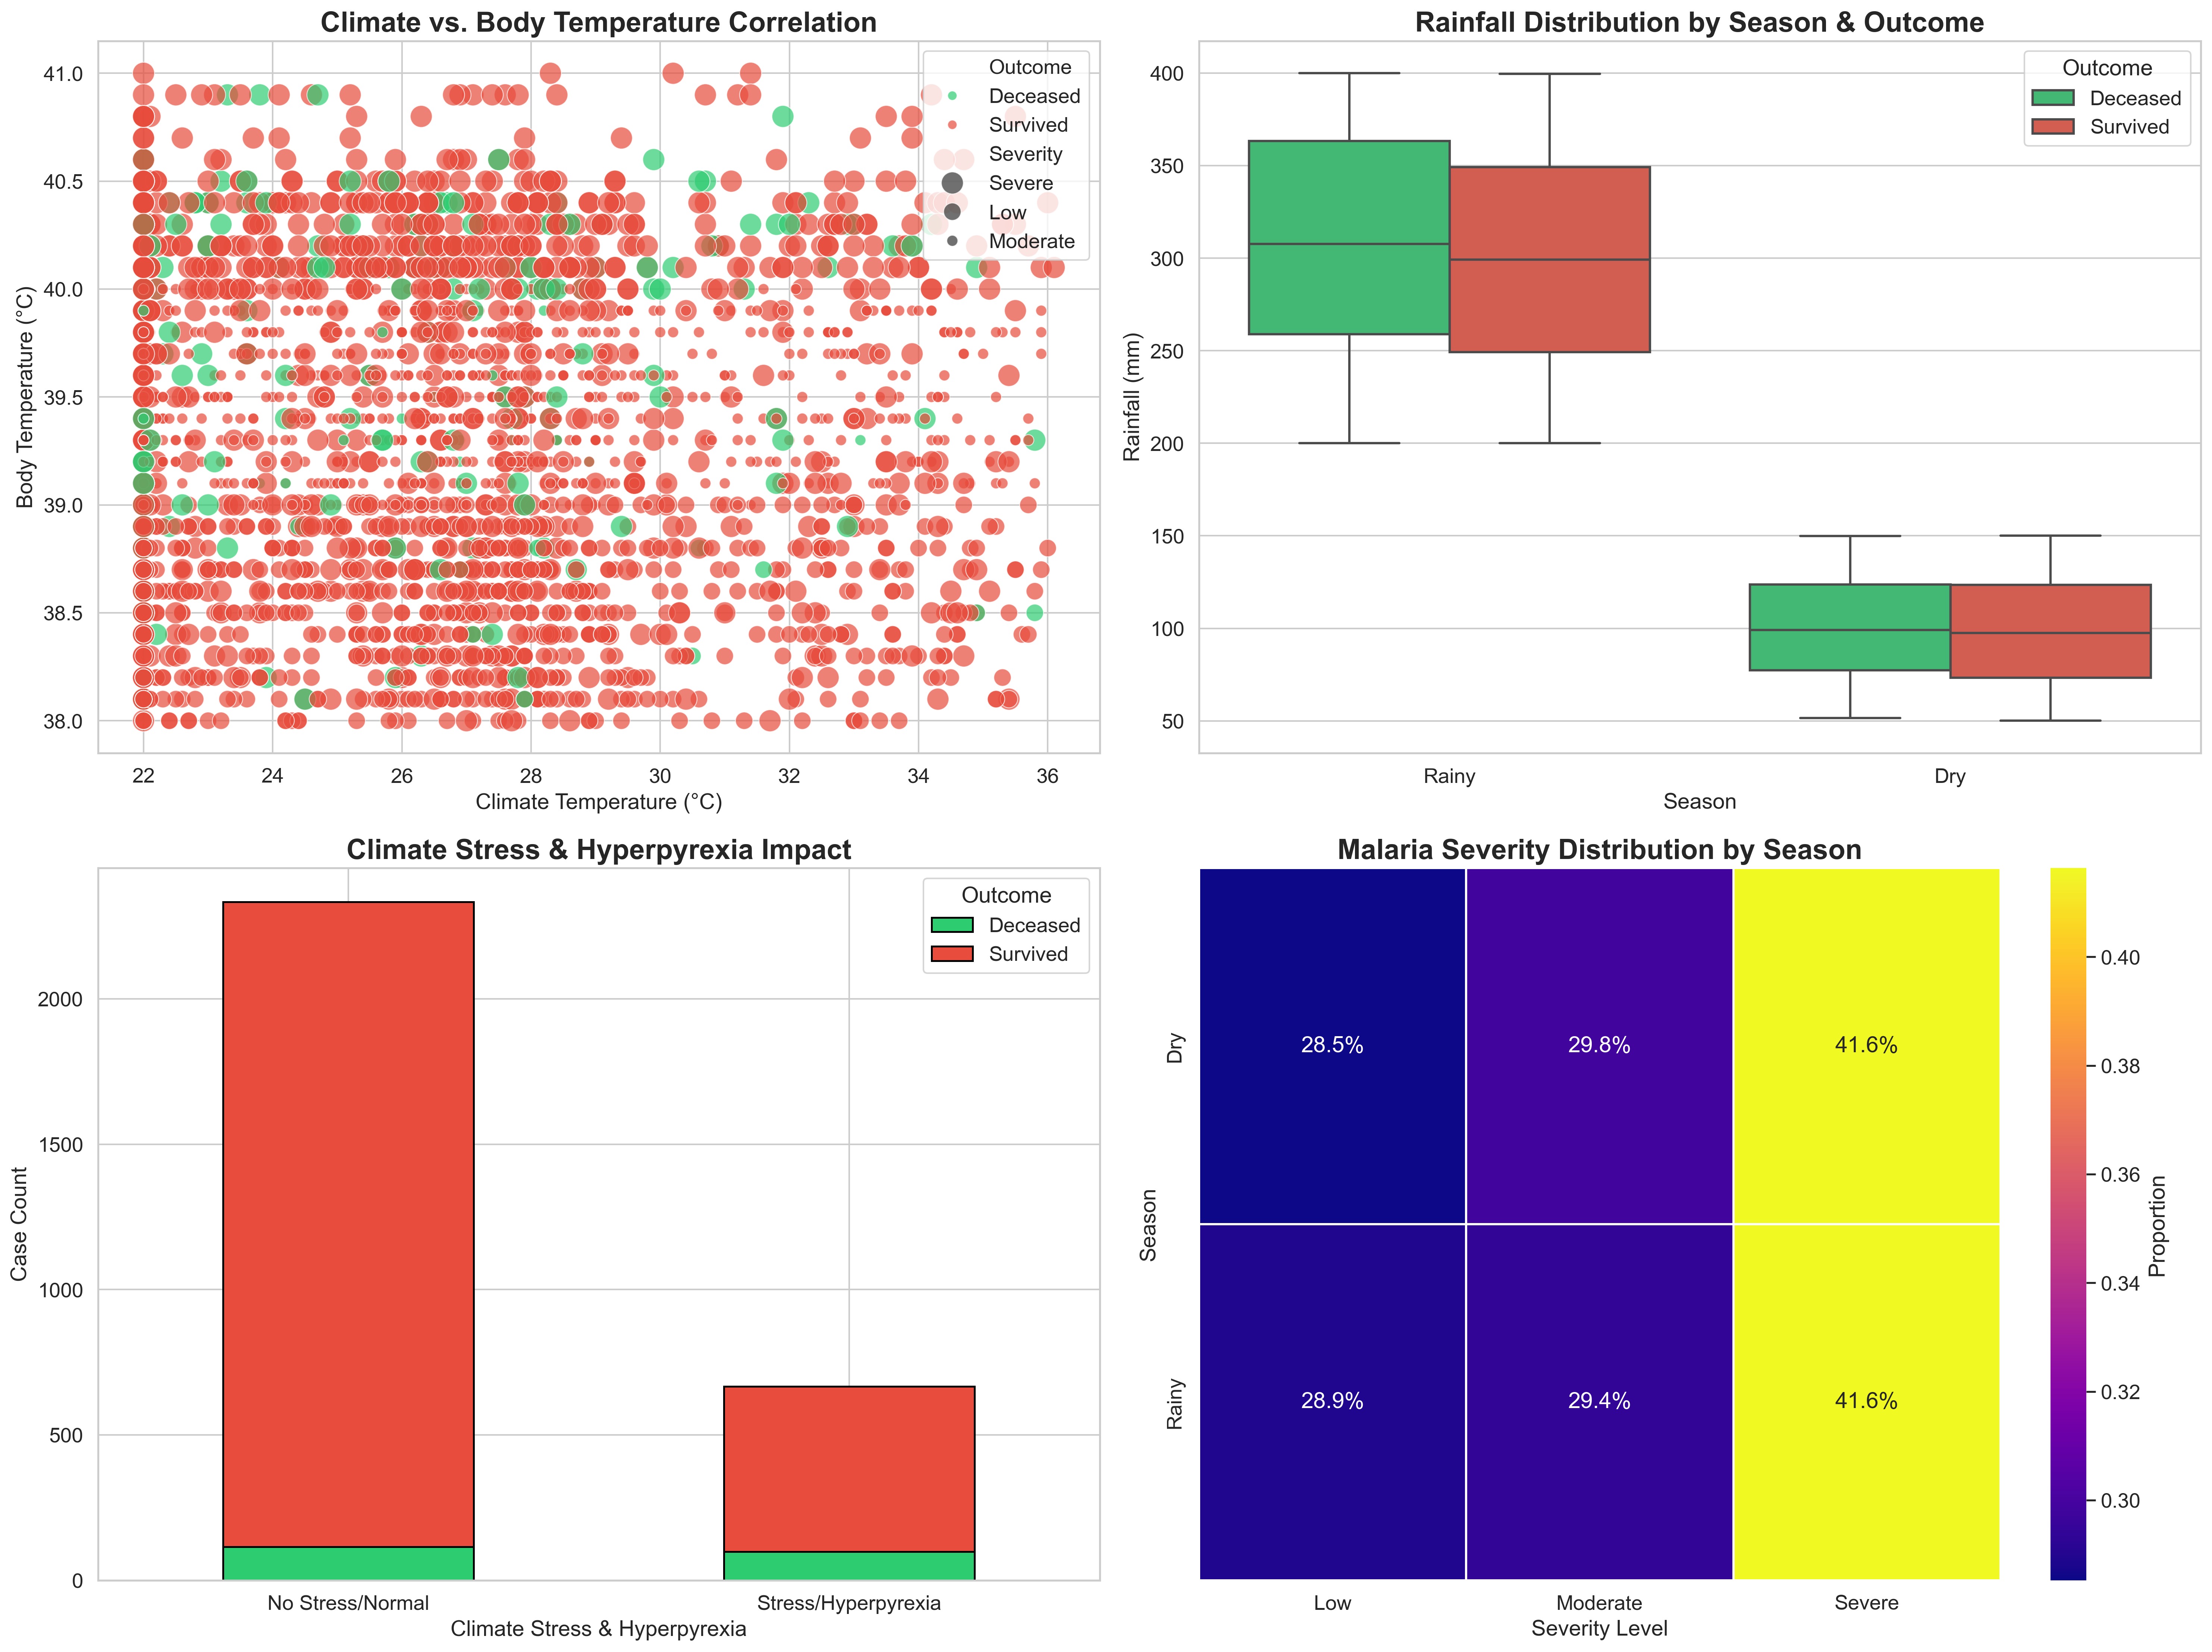 Climate vs. Body Temperature Correlation
Body Temperature (°C)
41.0
40.5
40.0
39.5
39.0
38.5
38.0
22 24 26 28 30 32 34 36
Climate Temperature (°C)
Outcome
Deceased
Survived
Severity
Severe
Low
Moderate
Rainfall Distribution by Season & Outcome
Rainfall (mm)
400
350
300
250
200
150
100
50
Rainy Dry
Season
Outcome
Deceased
Survived
Climate Stress & Hyperpyrexia Impact
Case Count
2000
1500
1000
500
0
No Stress/Normal Stress/Hyperpyrexia
Climate Stress & Hyperpyrexia
Outcome
Deceased
Survived
Malaria Severity Distribution by Season
Season
Dry
28.5% 29.8% 41.6%
Rainy
28.9% 29.4% 41.6%
Low Moderate Severe
Severity Level
0.40
0.38
0.36
0.34
0.32
0.30
Proportion